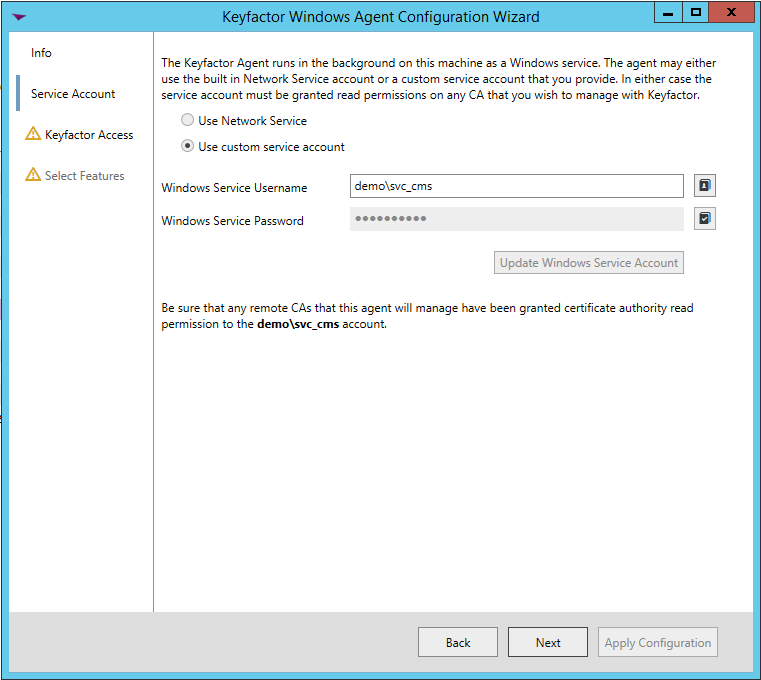 Keyfactor Windows Agent Configuration Wizard
Info
Service Account
Keyfactor Access
Select Features
The Keyfactor Agent runs in the background on this machine as a Windows service. The agent may either
use the built in Network Service account or a custom service account that you provide. In either case the
service account must be granted read permissions on any CA that you wish to manage with Keyfactor.
Use Network Service
Use custom service account
Windows Service Username
demo\svc_cms
Windows Service Password
••••••••••
Update Windows Service Account
Be sure that any remote CAs that this agent will manage have been granted certificate authority read
permission to the demo\svc_cms account.
Back
Next
Apply Configuration